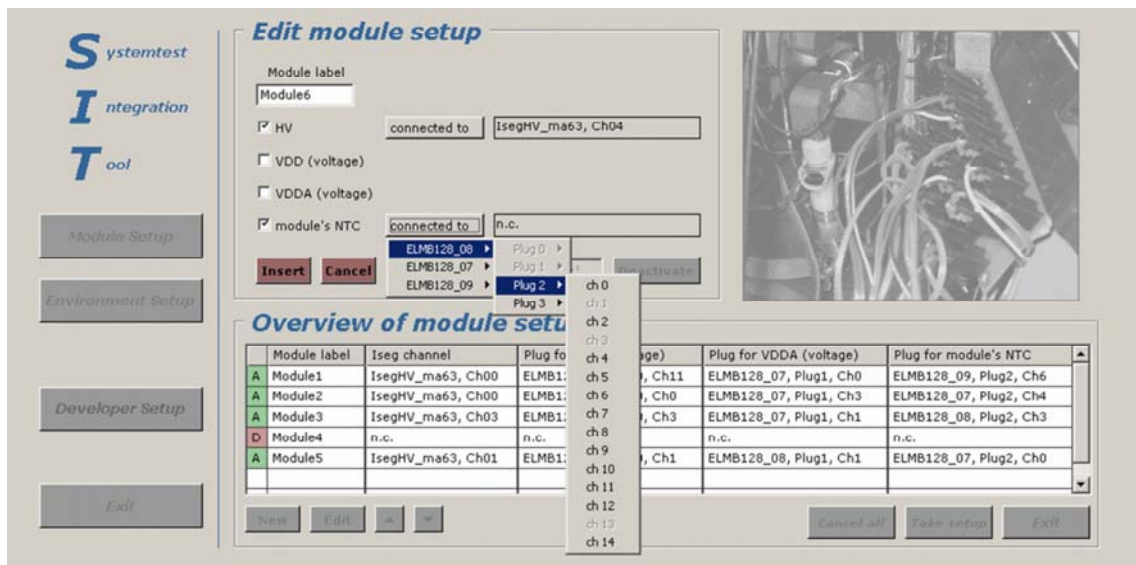 Systemtest
Integration
Tool
Module Setup
Environment Setup
Developer Setup
Exit
Edit module setup
Module label
Module6
HV connected to IsegHV_ma63, Ch04
VDD (voltage)
VDDA (voltage)
module's NTC connected to n.c.
Insert Cancel Deactivate
ELMB128_08 Plug 0
ELMB128_07 Plug 1
ELMB128_09 Plug 2
Plug 3
ch 0
ch 1
ch 2
ch 3
ch 4
ch 5
ch 6
ch 7
ch 8
ch 9
ch 10
ch 11
ch 12
ch 13
ch 14
Overview of module setu
Module label Iseg channel Plug fo age) Plug for VDDA (voltage) Plug for module's NTC
A Module1 IsegHV_ma63, Ch00 ELMB1 , Ch11 ELMB128_07, Plug1, Ch0 ELMB128_09, Plug2, Ch6
A Module2 IsegHV_ma63, Ch00 ELMB1 , Ch0 ELMB128_07, Plug1, Ch3 ELMB128_07, Plug2, Ch4
A Module3 IsegHV_ma63, Ch03 ELMB1 , Ch3 ELMB128_07, Plug1, Ch1 ELMB128_08, Plug2, Ch3
D Module4 n.c. n.c. n.c. n.c.
A Module5 IsegHV_ma63, Ch01 ELMB1 , Ch1 ELMB128_08, Plug1, Ch1 ELMB128_07, Plug2, Ch0
New Edit Cancel all Take setup Exit